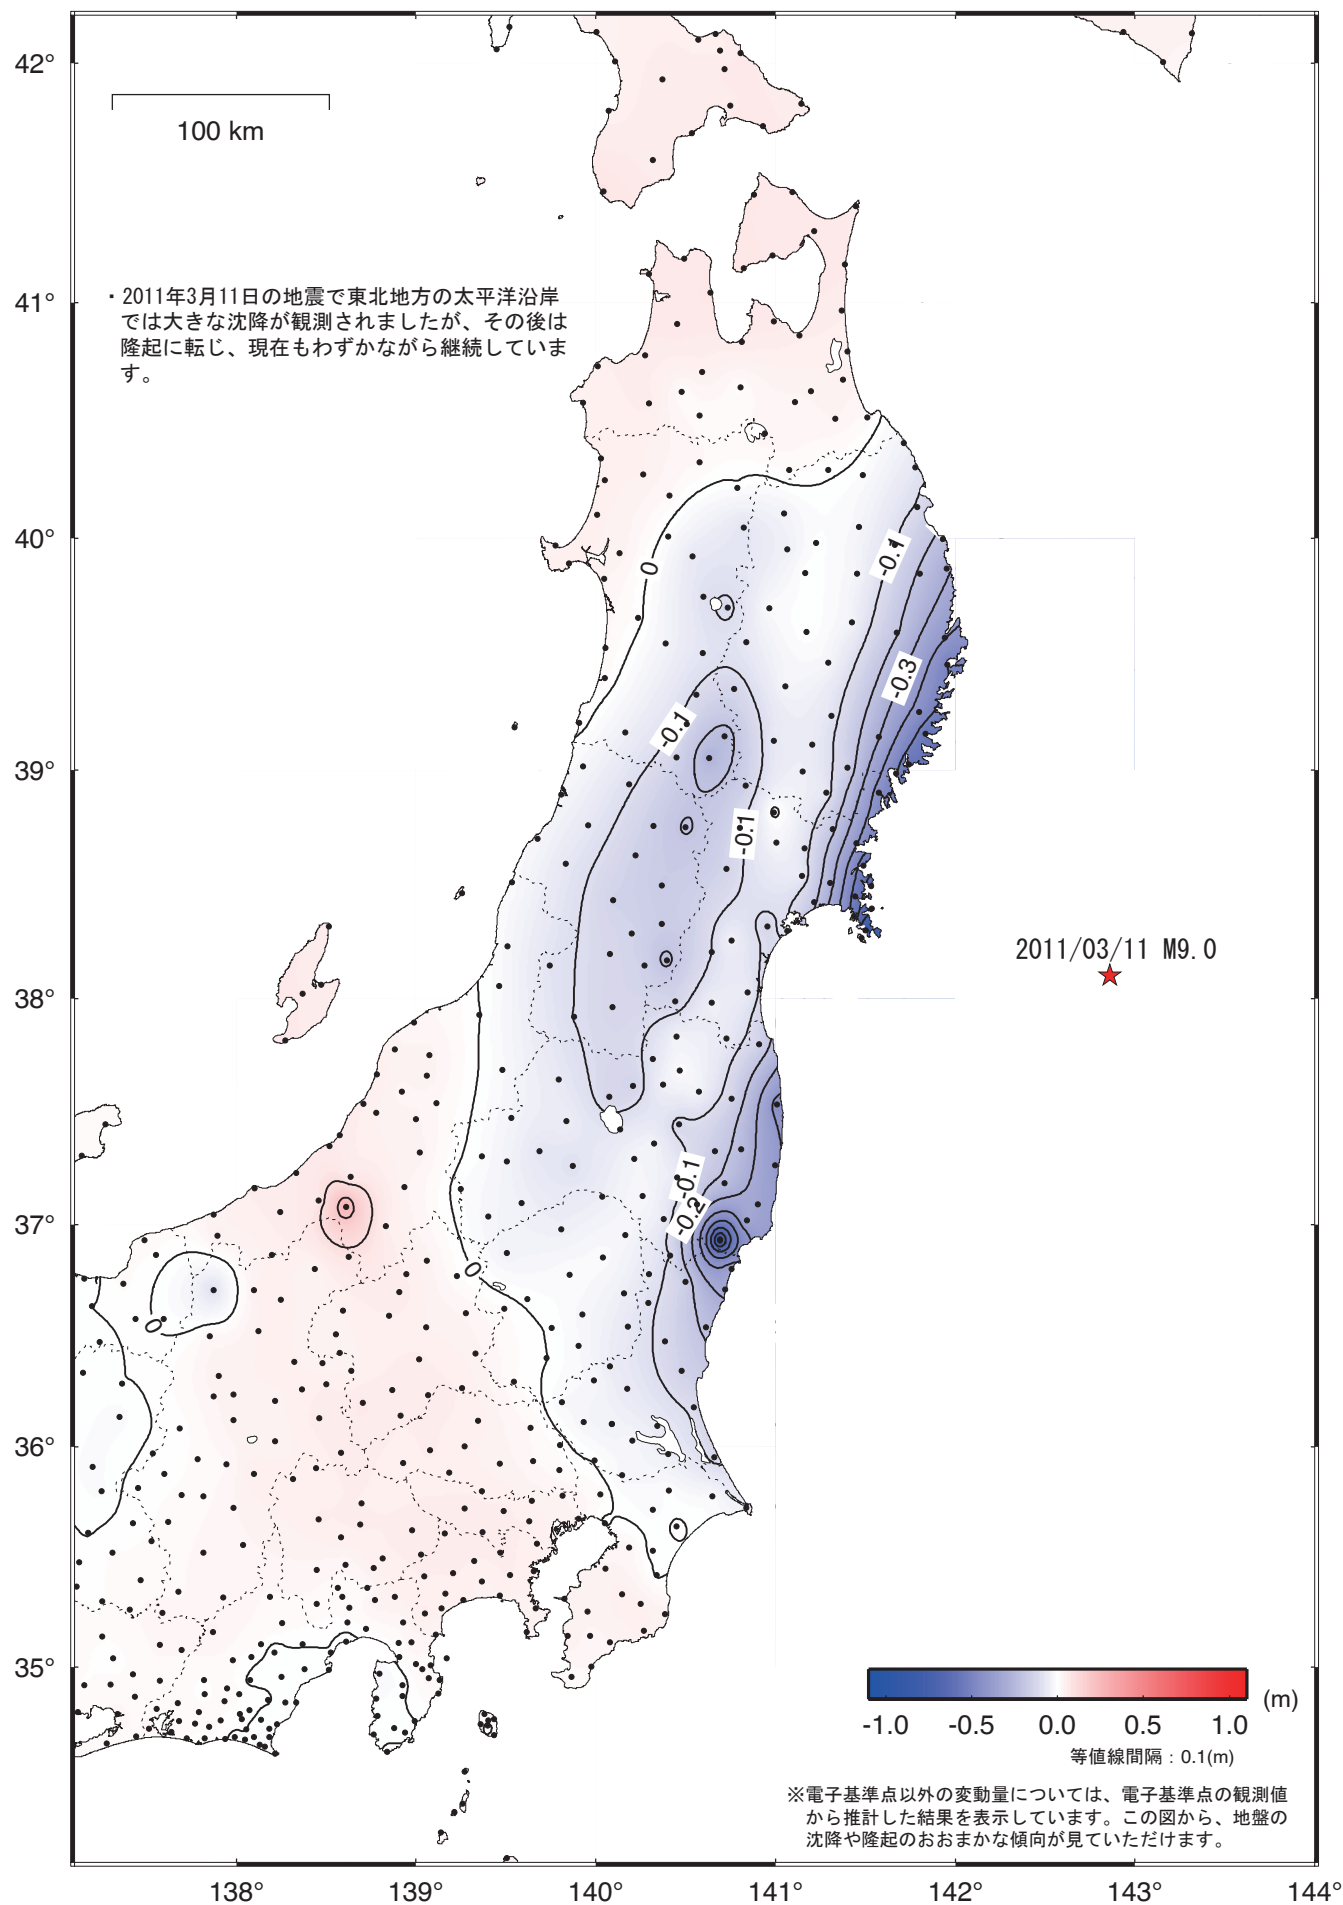 42°
100 km
41°
・2011年3月11日の地震で東北地方の太平洋沿岸
では大きな沈降が観測されましたが、その後は
隆起に転じ、現在もわずかながら継続していま
す。
40°
0
-0.1
-0.3
-0.1
39°
-0.1
2011/03/11 M9.0
38°
-0.1
-0.2
37°
0
0
36°
35°
(m)
-1.0 -0.5 0.0 0.5 1.0
等値線間隔：0.1(m)
※電子基準点以外の変動量については、電子基準点の観測値
から推計した結果を表示しています。この図から、地盤の
沈降や隆起のおおまかな傾向が見ていただけます。
138° 139° 140° 141° 142° 143° 144°